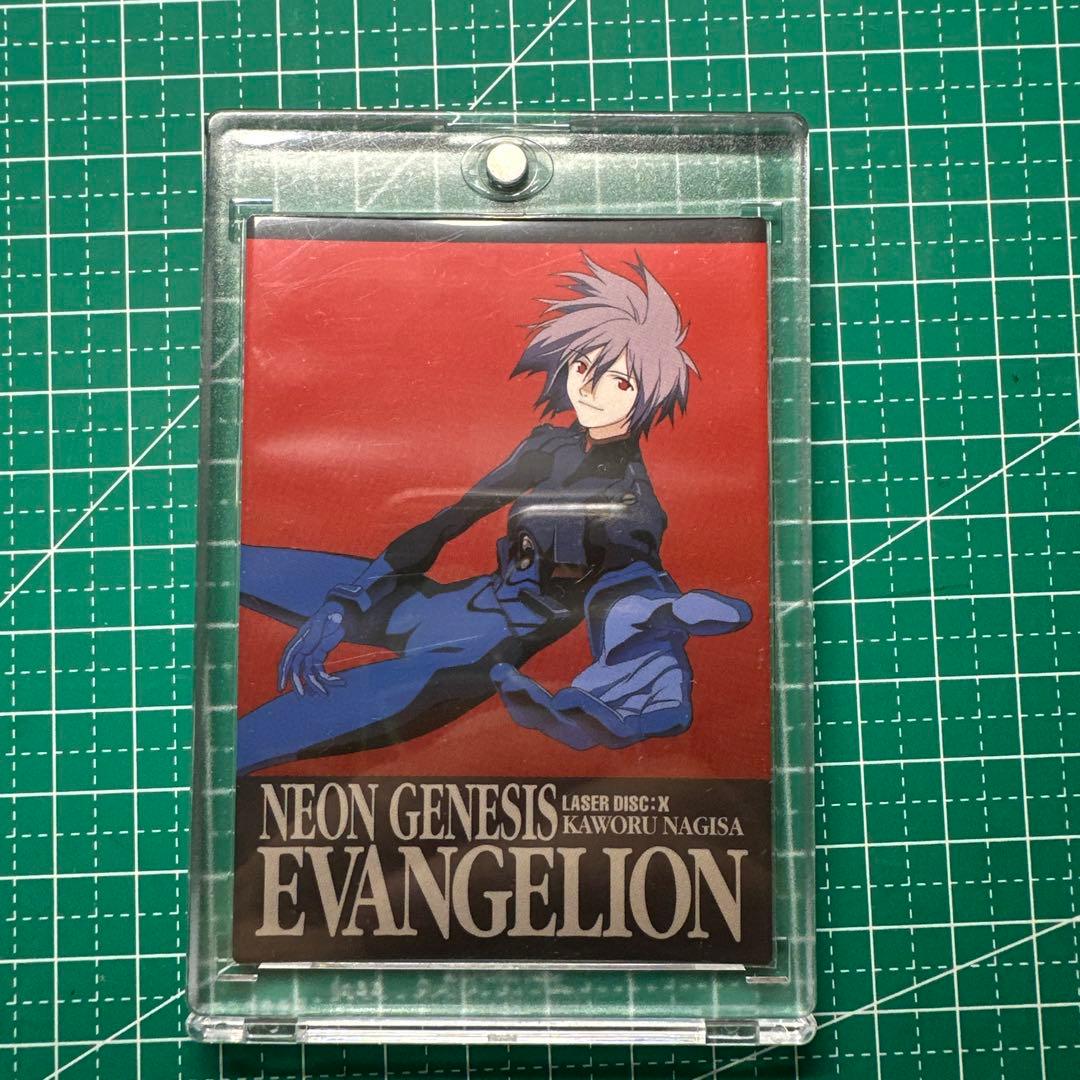 NEON GENESIS
LASER DISC:X
KAWORU NAGISA
EVANGELION